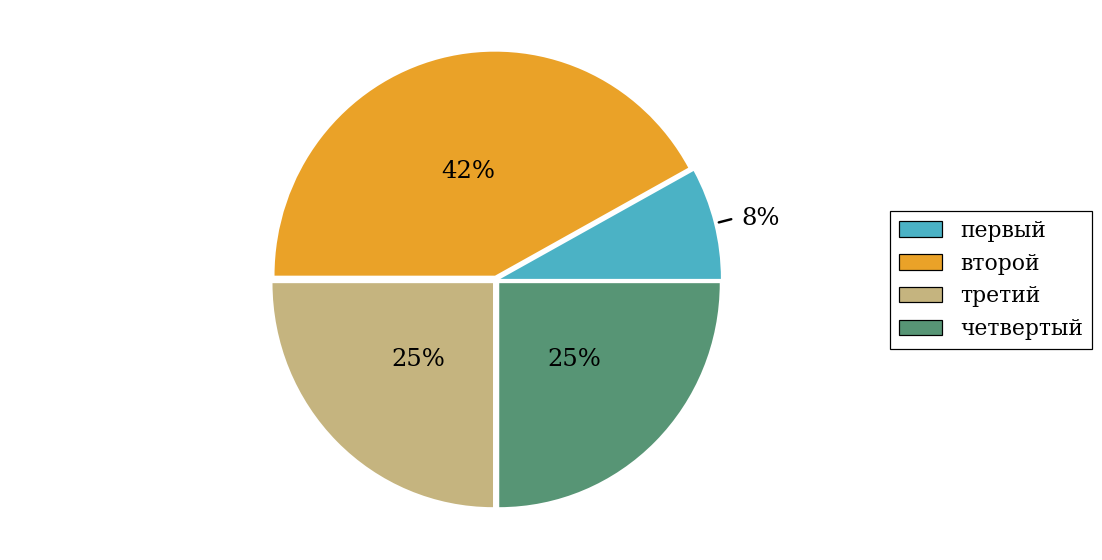 42%
8%
25%
25%
первый
второй
третий
четвертый